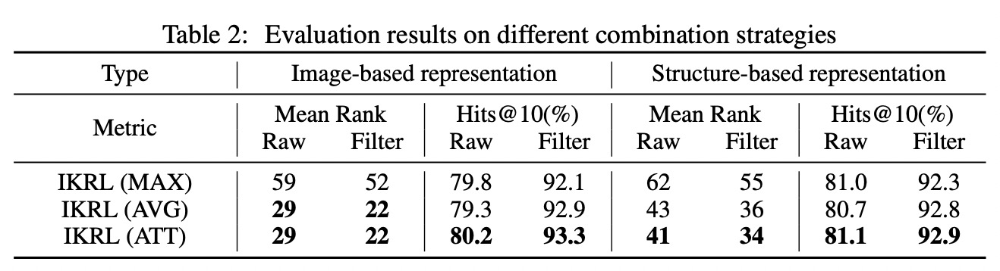 Table 2: Evaluation results on different combination strategies
Type Image-based representation Structure-based representation
Metric
Mean Rank Hits@10(%) Mean Rank Hits@10(%)
Raw Filter Raw Filter Raw Filter Raw Filter
IKRL (MAX) 59 52 79.8 92.1 62 55 81.0 92.3
IKRL (AVG) 29 22 79.3 92.9 43 36 80.7 92.8
IKRL (ATT) 29 22 80.2 93.3 41 34 81.1 92.9